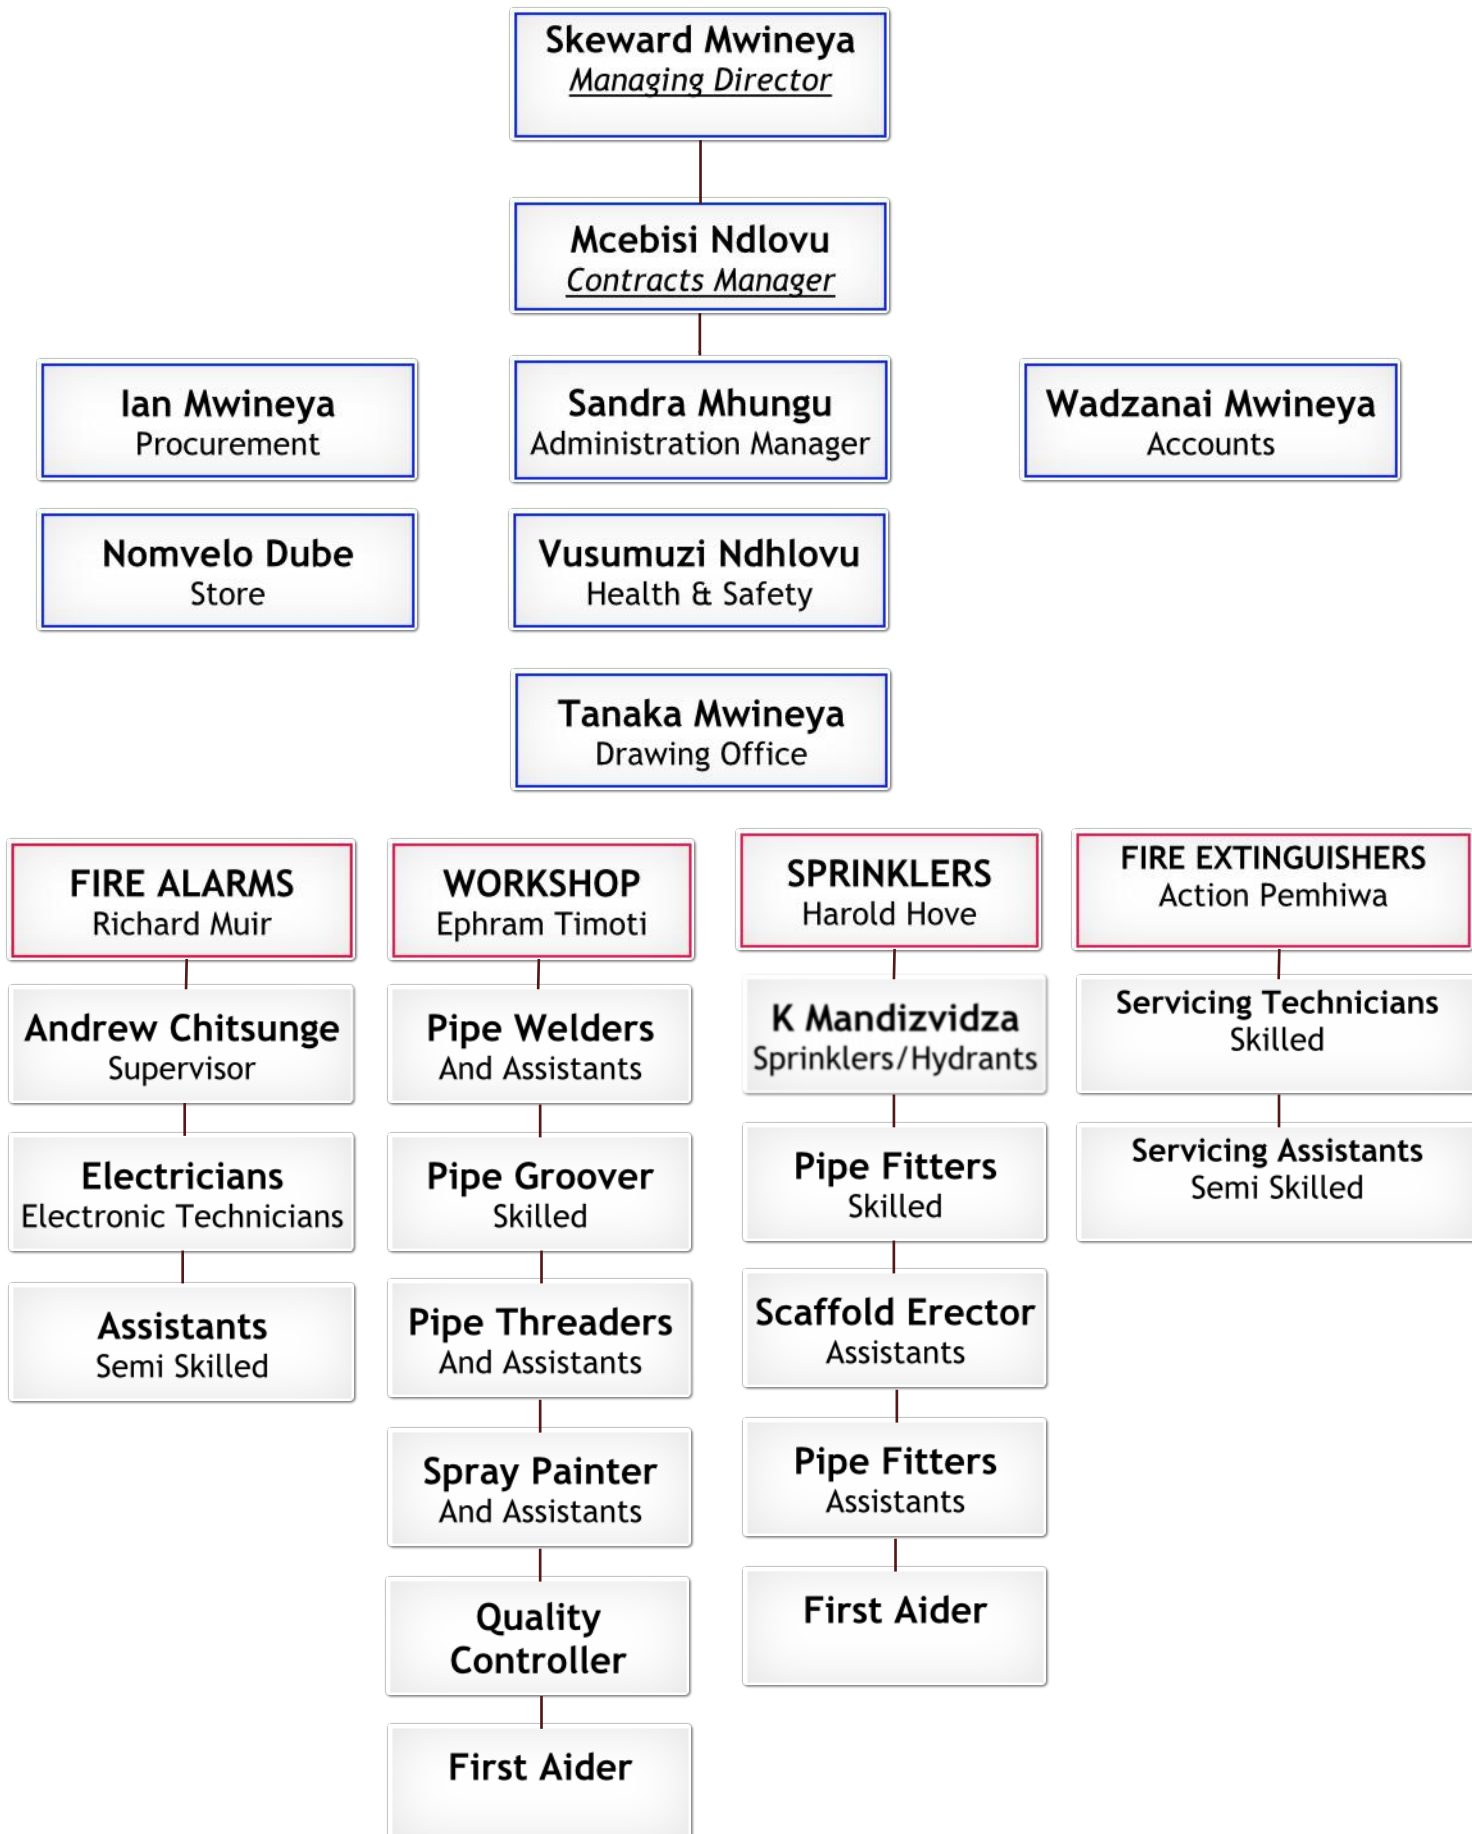 Skeward Mwineya
Managing Director
Mcebisi Ndlovu
Contracts Manager
Ian Mwineya
Procurement
Sandra Mhungu
Administration Manager
Wadzanai Mwineya
Accounts
Nomvelo Dube
Store
Vusumuzi Ndhlovu
Health & Safety
Tanaka Mwineya
Drawing Office
FIRE ALARMS
Richard Muir
Andrew Chitsunge
Supervisor
Electricians
Electronic Technicians
Assistants
Semi Skilled
WORKSHOP
Ephram Timoti
Pipe Welders
And Assistants
Pipe Groover
Skilled
Pipe Threaders
And Assistants
Spray Painter
And Assistants
Quality
Controller
First Aider
SPRINKLERS
Harold Hove
K Mandizvidza
Sprinklers/Hydrants
Pipe Fitters
Skilled
Scaffold Erector
Assistants
Pipe Fitters
Assistants
First Aider
FIRE EXTINGUISHERS
Action Pemhiwa
Servicing Technicians
Skilled
Servicing Assistants
Semi Skilled